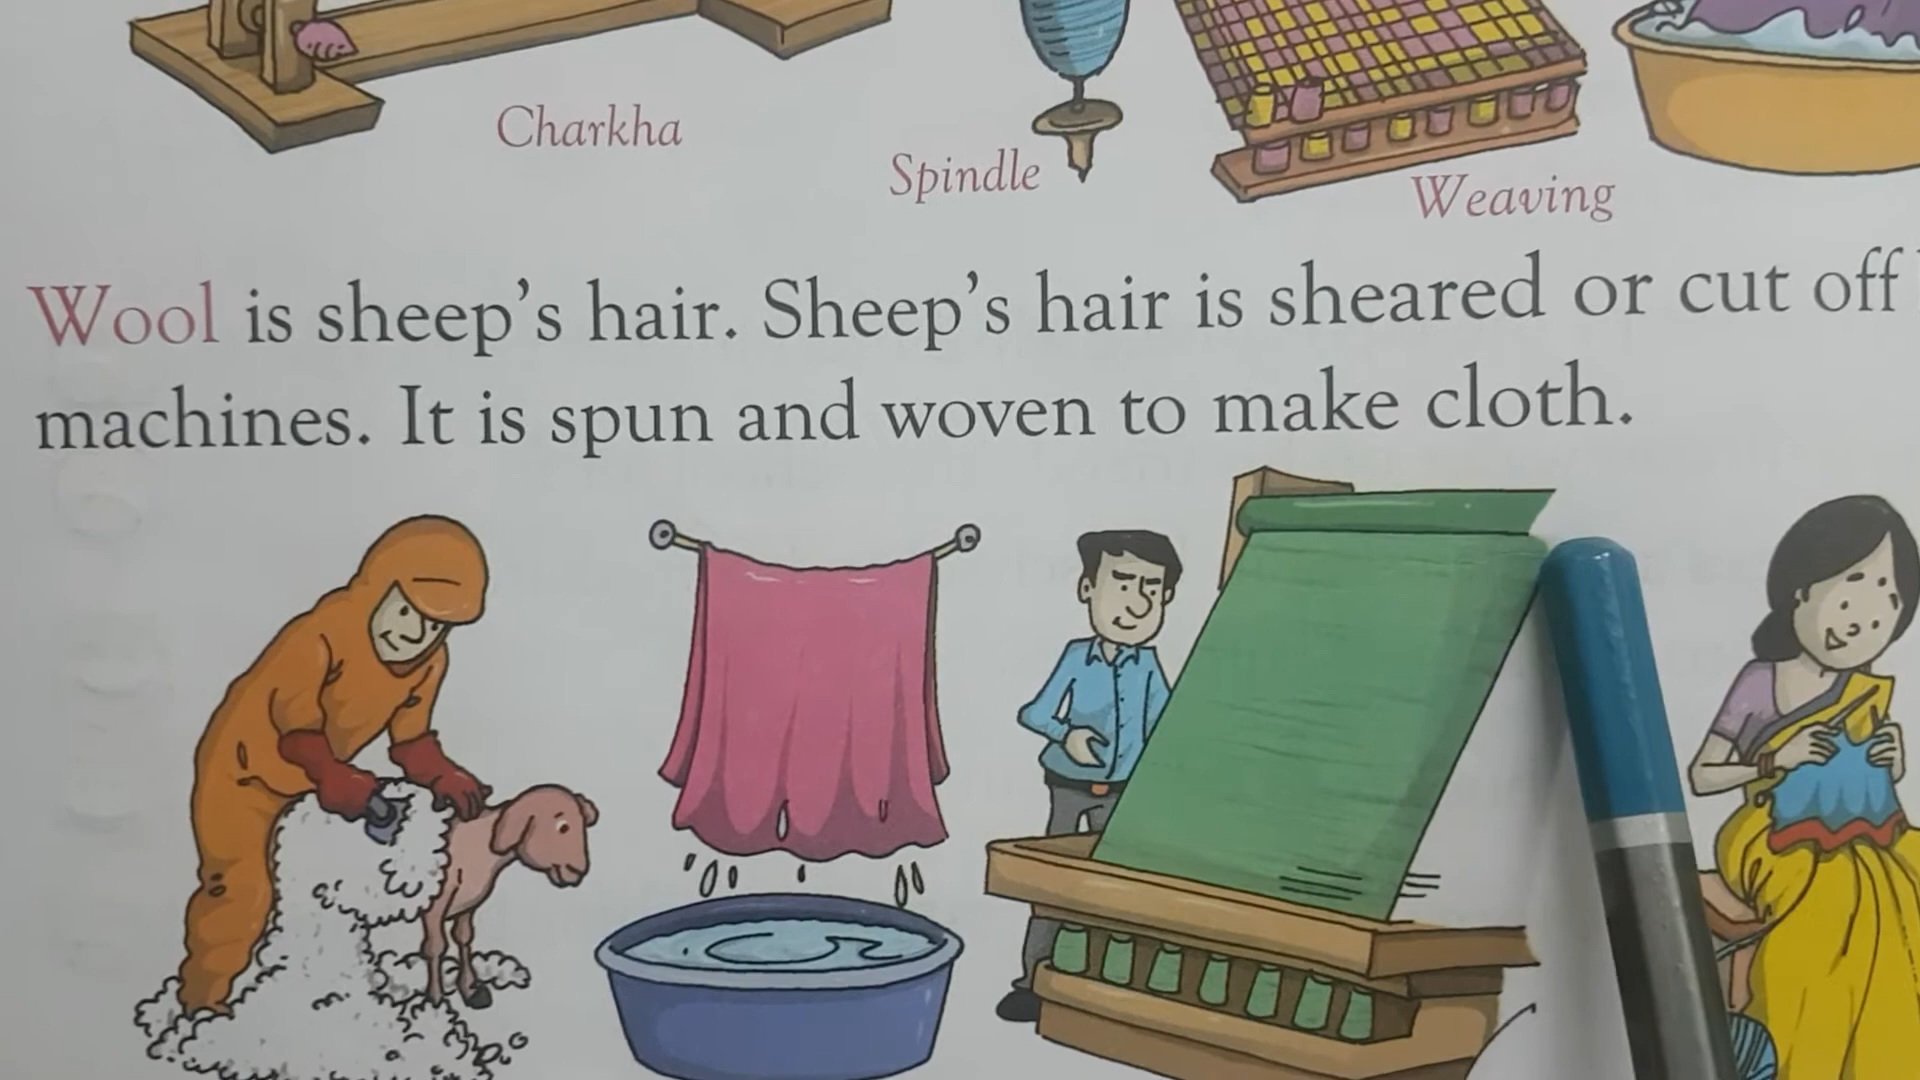 Charkha
Spindle
Weaving
Wool is sheep's hair. Sheep's hair is sheared or cut off
machines. It is spun and woven to make cloth.